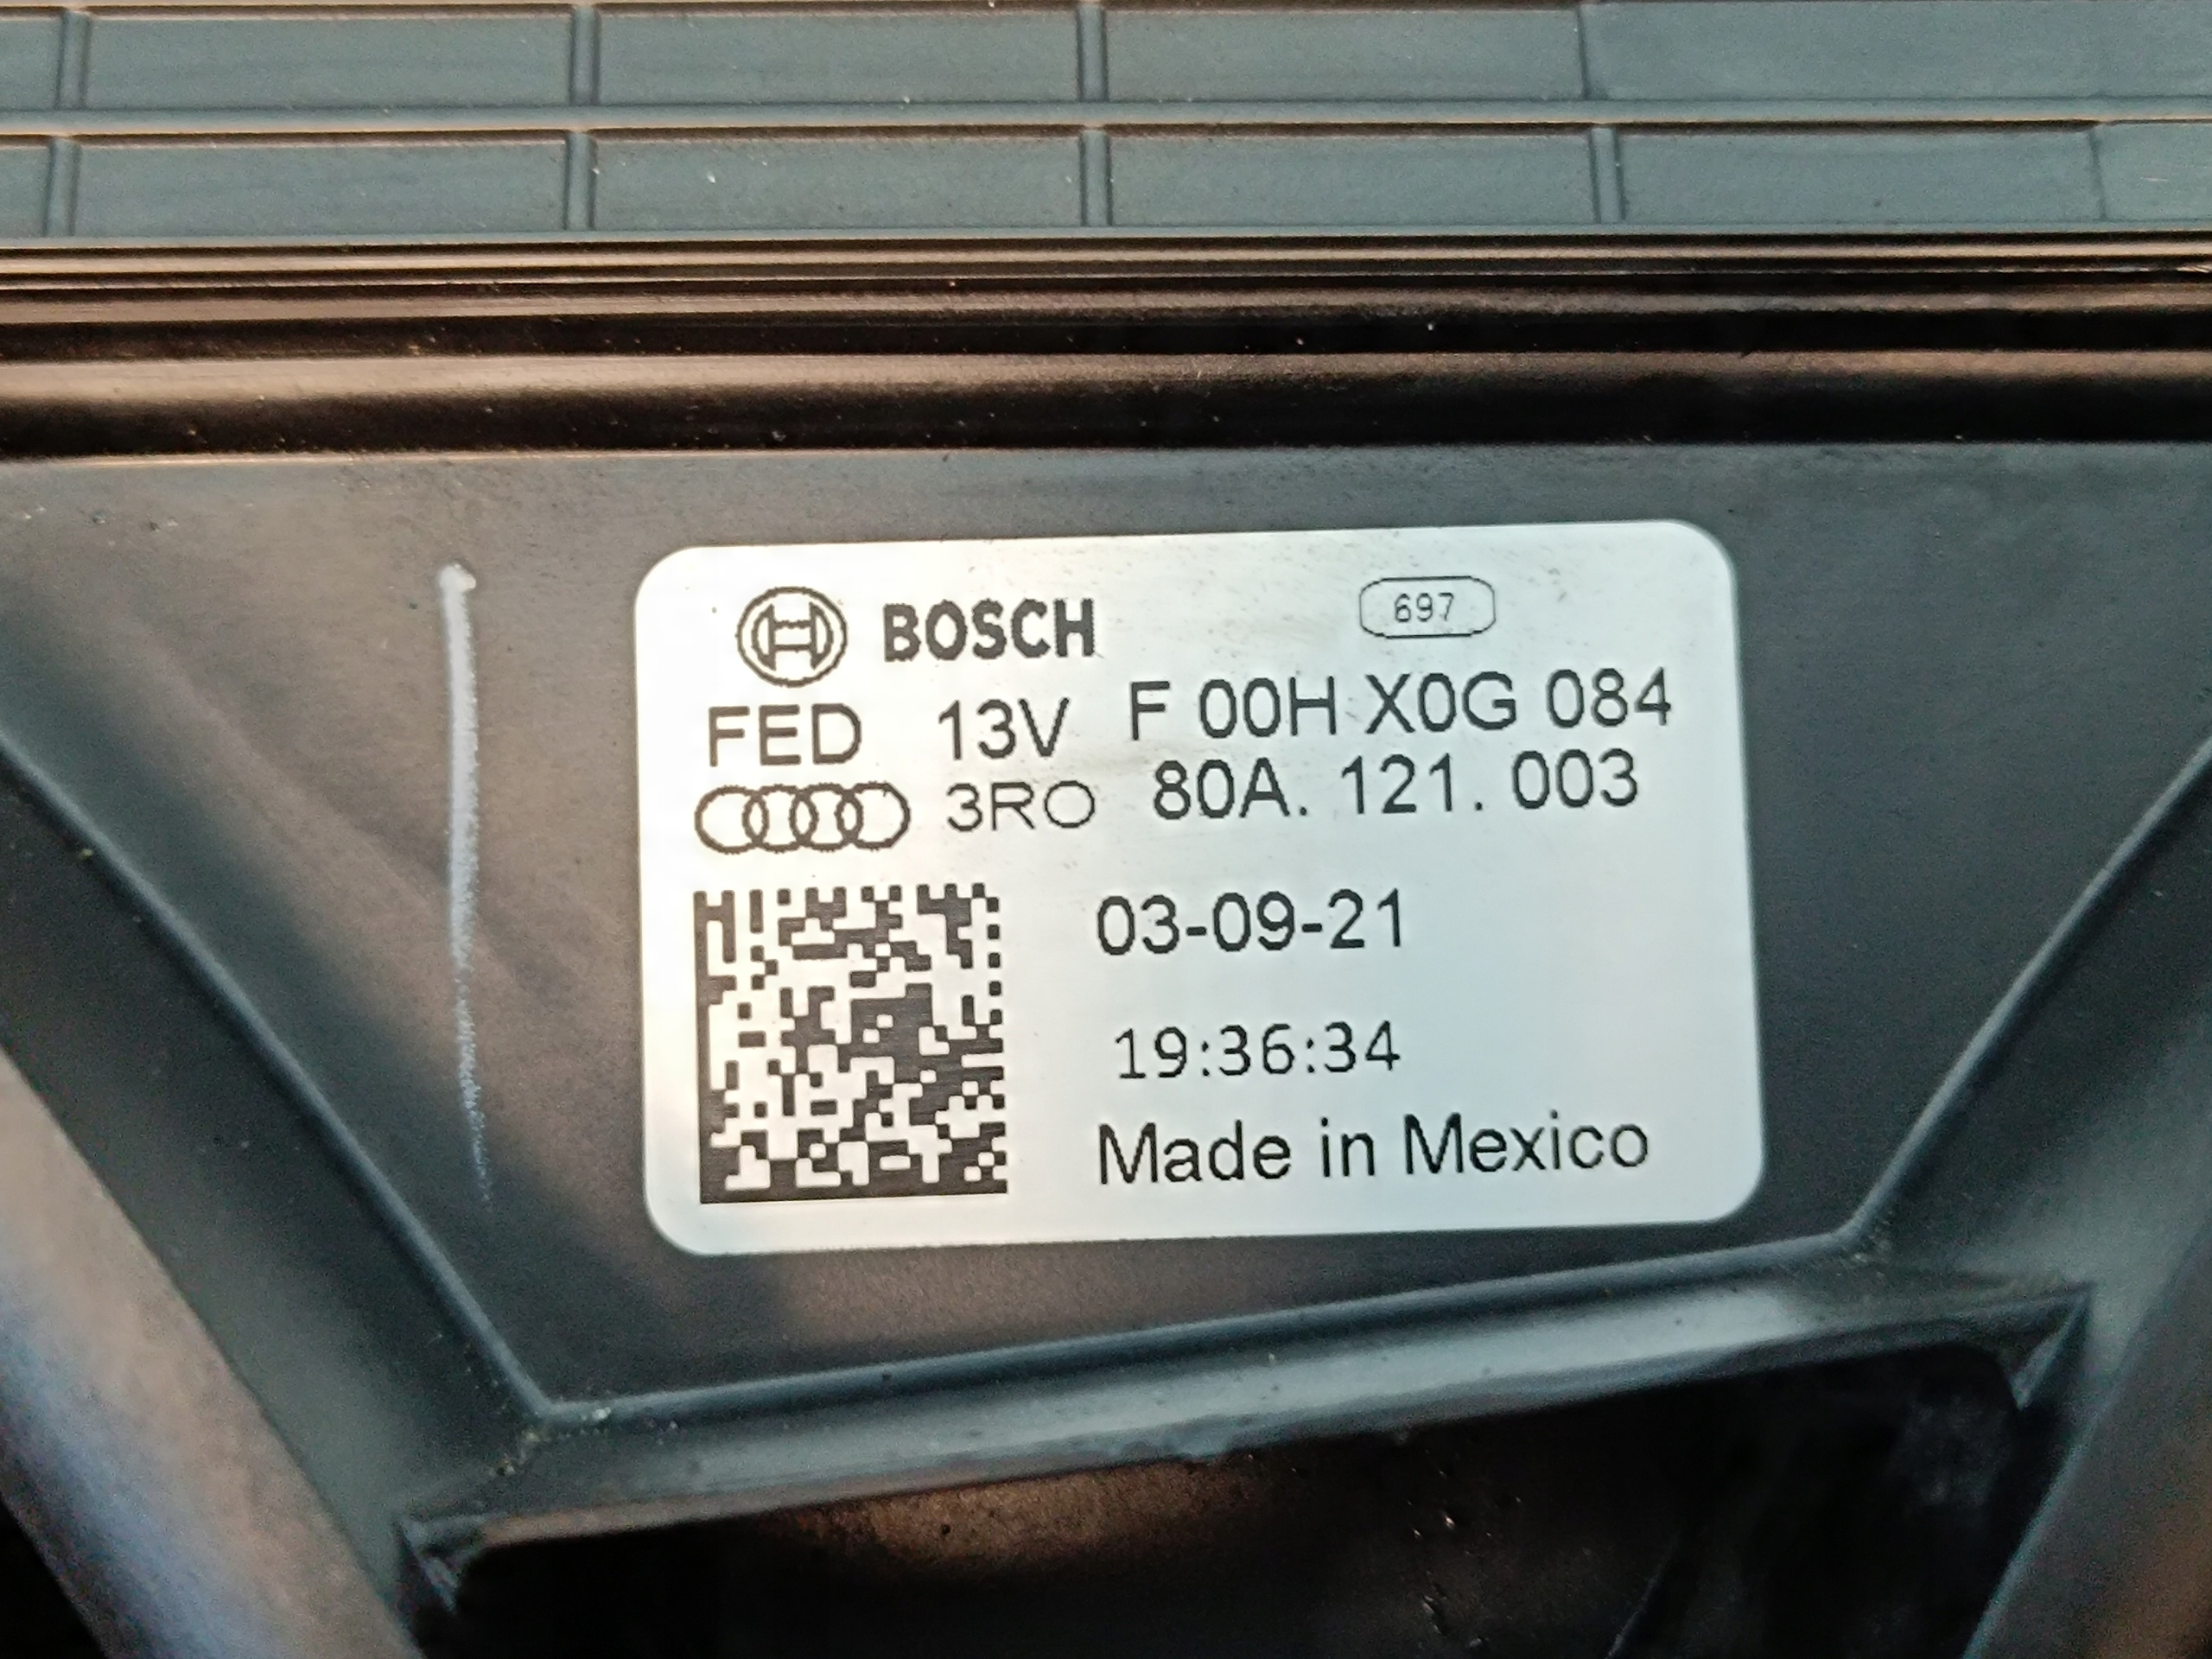 BOSCH 697
FED 13V F 00H X0G 084
3RO 80A. 121. 003
03-09-21
19:36:34
Made in Mexico